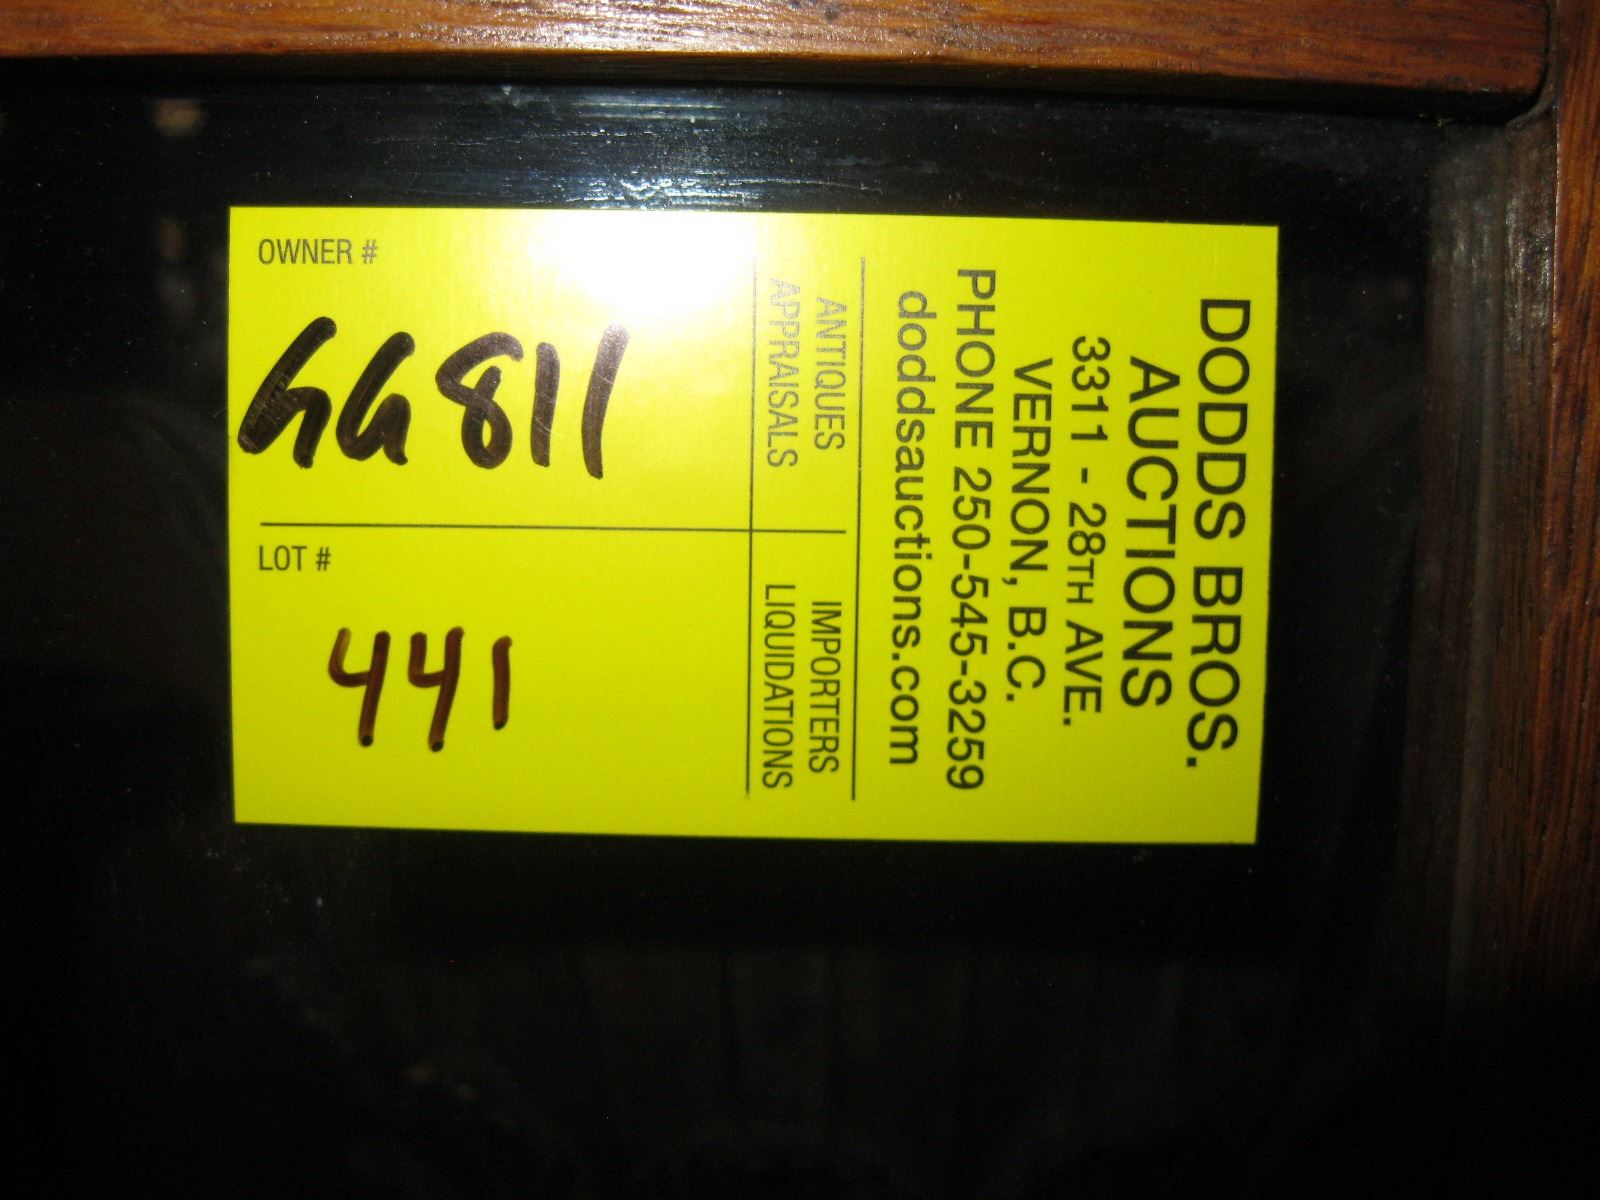 DODDS BROS.
AUCTIONS
3311 - 28TH AVE.
VERNON, B.C.
PHONE 250-545-3259
doddsauctions.com
ANTIQUES IMPORTERS
APPRAISALS LIQUIDATIONS
OWNER #
GG811
LOT #
441